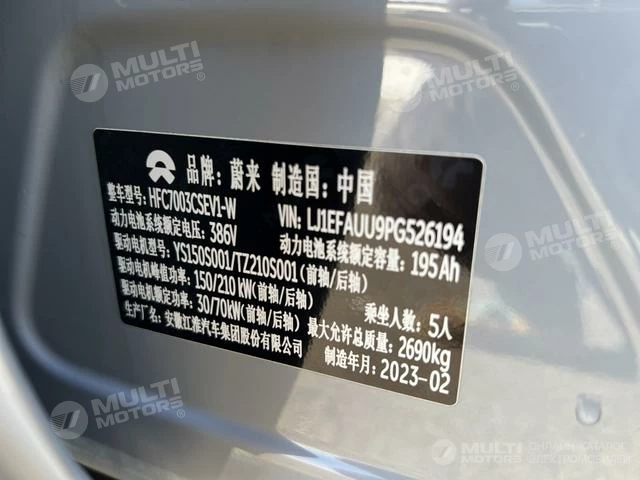 MULTI MOTORS®
MULTI MOTORS®
品牌: 蔚来 制造国: 中国
整车型号: HFC7003CSEV1-W VIN: LJ1EFAUU9PG526194
动力电池系统额定电压: 386V 动力电池系统额定容量: 195Ah
驱动电机型号: YS150S001/TZ210S001 (前轴/后轴)
驱动电机峰值功率: 150/210kW (前轴/后轴)
驱动电机额定功率: 30/70kW (前轴/后轴) 乘坐人数: 5人
生产厂名: 安徽江淮汽车集团股份有限公司 最大允许总质量: 2690kg
制造年月: 2023-02
MULTI MOTORS®
MULTI MOTORS
ОНЛАЙН-КАТАЛОГ
ЭЛЕКТРОМОБИЛЕЙ